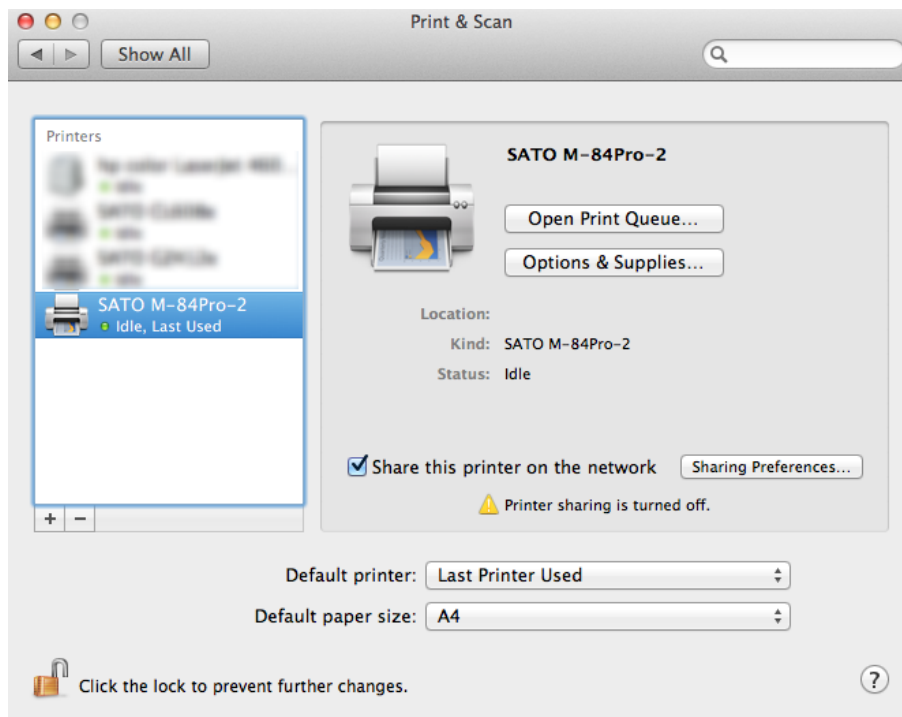 Print & Scan
Show All
Printers
SATO M-84Pro-2
Idle, Last Used
+ −
SATO M-84Pro-2
Open Print Queue...
Options & Supplies...
Location:
Kind: SATO M-84Pro-2
Status: Idle
Share this printer on the network Sharing Preferences...
Printer sharing is turned off.
Default printer: Last Printer Used
Default paper size: A4
Click the lock to prevent further changes.
?